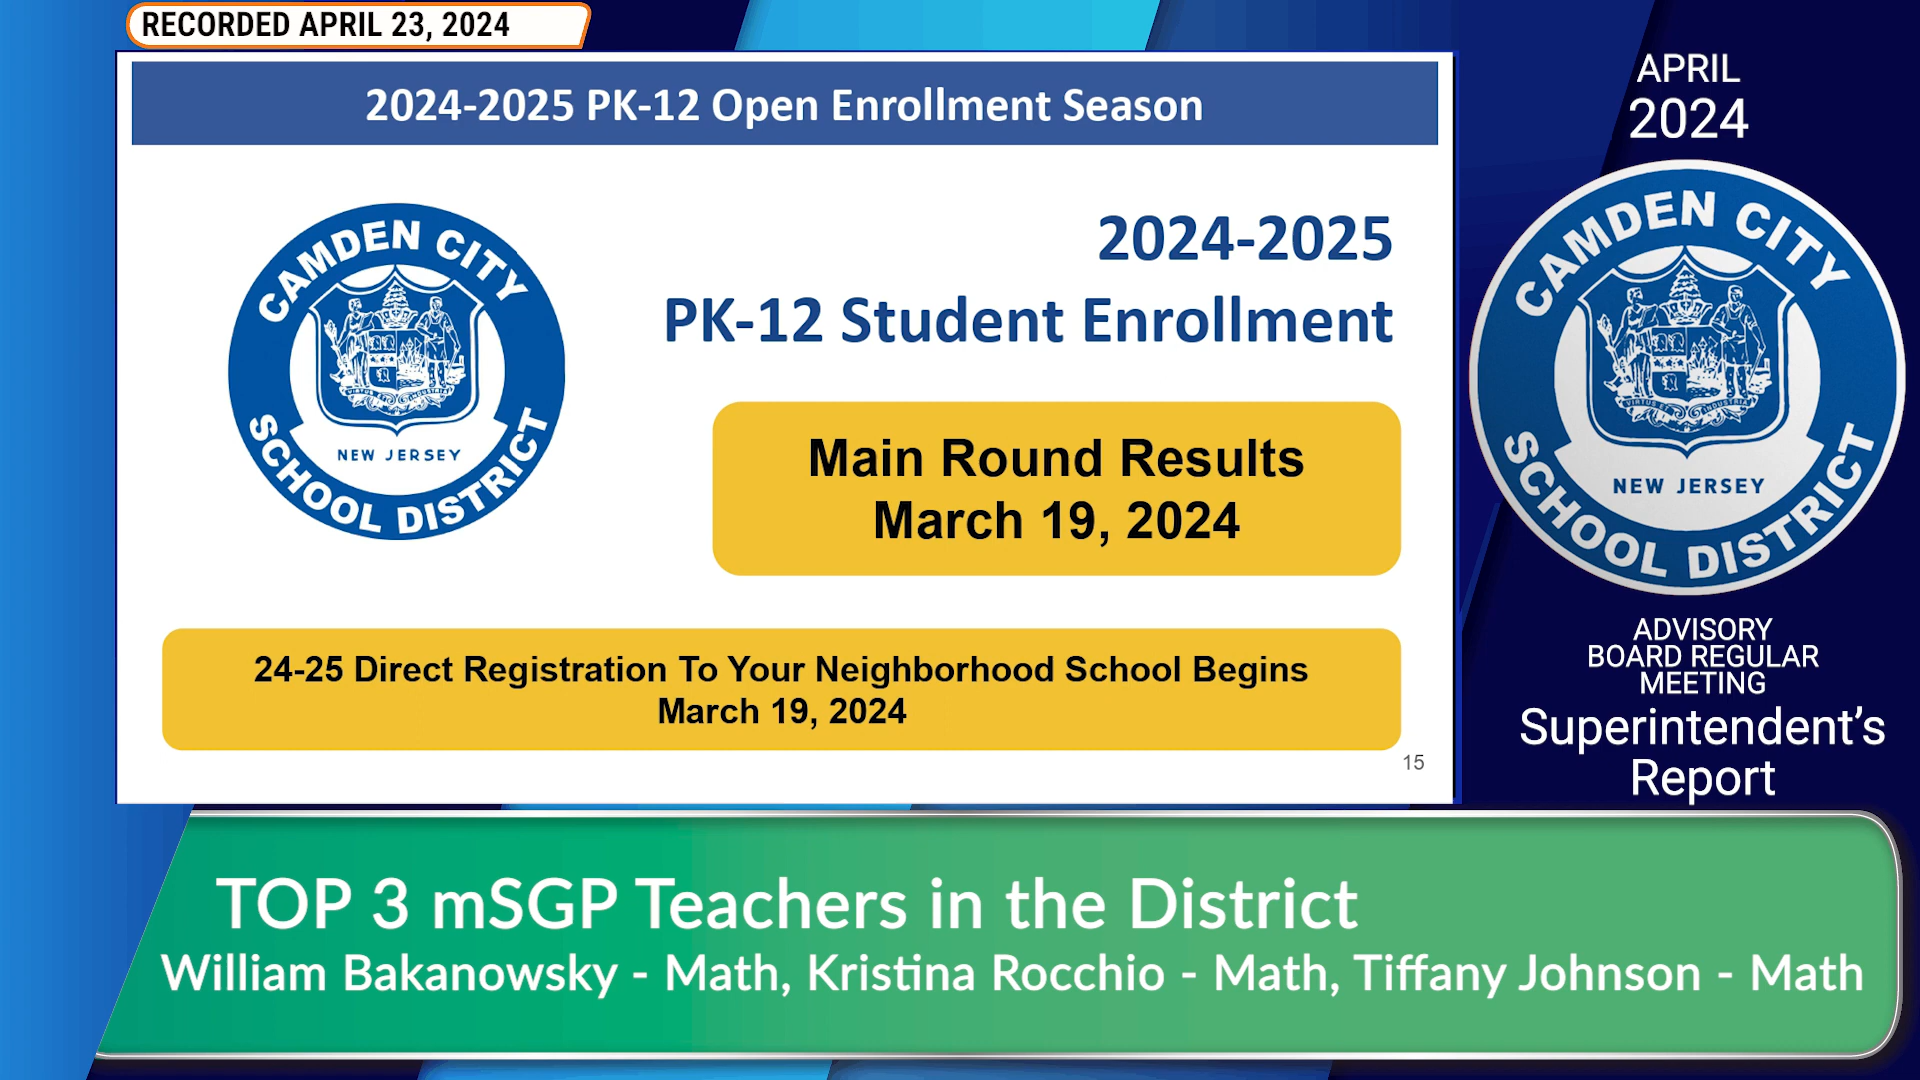 RECORDED APRIL 23, 2024
2024-2025 PK-12 Open Enrollment Season
CAMDEN CITY
SCHOOL DISTRICT
NEW JERSEY
2024-2025
PK-12 Student Enrollment
Main Round Results
March 19, 2024
24-25 Direct Registration To Your Neighborhood School Begins
March 19, 2024
15
APRIL
2024
CAMDEN CITY
SCHOOL DISTRICT
VIRTUS ET INDUSTRIA
NEW JERSEY
ADVISORY
BOARD REGULAR
MEETING
Superintendent’s
Report
TOP 3 mSGP Teachers in the District
William Bakanowsky - Math, Kristina Rocchio - Math, Tiffany Johnson - Math